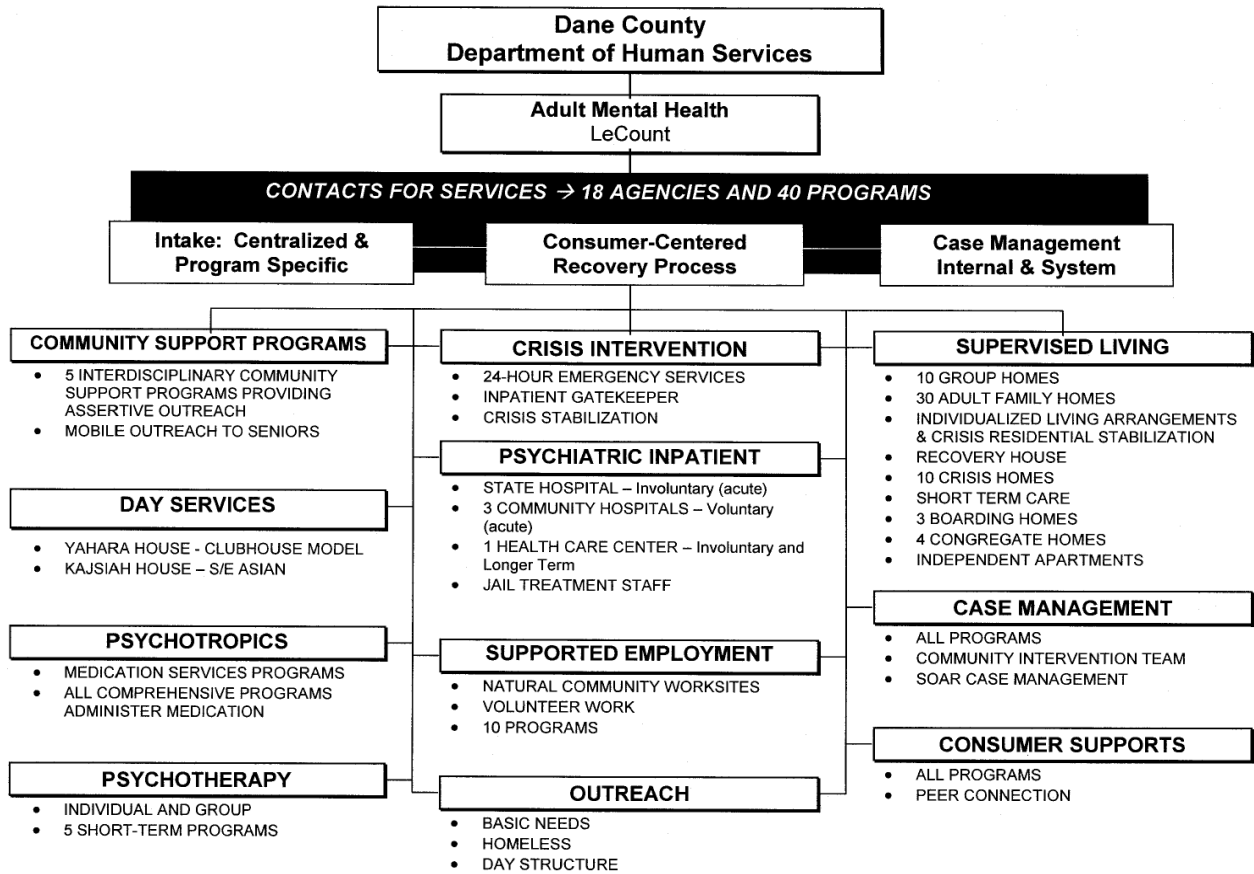 Dane County
Department of Human Services
Adult Mental Health
LeCount
CONTACTS FOR SERVICES → 18 AGENCIES AND 40 PROGRAMS
Intake: Centralized &
Program Specific
Consumer-Centered
Recovery Process
Case Management
Internal & System
COMMUNITY SUPPORT PROGRAMS
• 5 INTERDISCIPLINARY COMMUNITY
SUPPORT PROGRAMS PROVIDING
ASSERTIVE OUTREACH
• MOBILE OUTREACH TO SENIORS
DAY SERVICES
• YAHARA HOUSE - CLUBHOUSE MODEL
• KAJSIAH HOUSE – S/E ASIAN
PSYCHOTROPICS
• MEDICATION SERVICES PROGRAMS
• ALL COMPREHENSIVE PROGRAMS
ADMINISTER MEDICATION
PSYCHOTHERAPY
• INDIVIDUAL AND GROUP
• 5 SHORT-TERM PROGRAMS
CRISIS INTERVENTION
• 24-HOUR EMERGENCY SERVICES
• INPATIENT GATEKEEPER
• CRISIS STABILIZATION
PSYCHIATRIC INPATIENT
• STATE HOSPITAL – Involuntary (acute)
• 3 COMMUNITY HOSPITALS – Voluntary
(acute)
• 1 HEALTH CARE CENTER – Involuntary and
Longer Term
• JAIL TREATMENT STAFF
SUPPORTED EMPLOYMENT
• NATURAL COMMUNITY WORKSITES
• VOLUNTEER WORK
• 10 PROGRAMS
OUTREACH
• BASIC NEEDS
• HOMELESS
• DAY STRUCTURE
SUPERVISED LIVING
• 10 GROUP HOMES
• 30 ADULT FAMILY HOMES
• INDIVIDUALIZED LIVING ARRANGEMENTS
& CRISIS RESIDENTIAL STABILIZATION
• RECOVERY HOUSE
• 10 CRISIS HOMES
• SHORT TERM CARE
• 3 BOARDING HOMES
• 4 CONGREGATE HOMES
• INDEPENDENT APARTMENTS
CASE MANAGEMENT
• ALL PROGRAMS
• COMMUNITY INTERVENTION TEAM
• SOAR CASE MANAGEMENT
CONSUMER SUPPORTS
• ALL PROGRAMS
• PEER CONNECTION